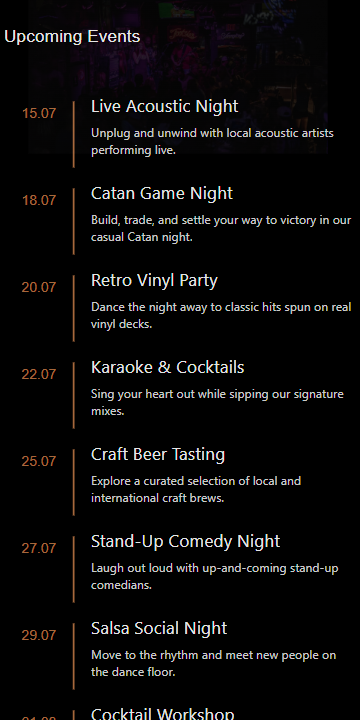 Upcoming Events
15.07
Live Acoustic Night
Unplug and unwind with local acoustic artists
performing live.
18.07
Catan Game Night
Build, trade, and settle your way to victory in our
casual Catan night.
20.07
Retro Vinyl Party
Dance the night away to classic hits spun on real
vinyl decks.
22.07
Karaoke & Cocktails
Sing your heart out while sipping our signature
mixes.
25.07
Craft Beer Tasting
Explore a curated selection of local and
international craft brews.
27.07
Stand-Up Comedy Night
Laugh out loud with up-and-coming stand-up
comedians.
29.07
Salsa Social Night
Move to the rhythm and meet new people on
the dance floor.
Cocktail Workshop